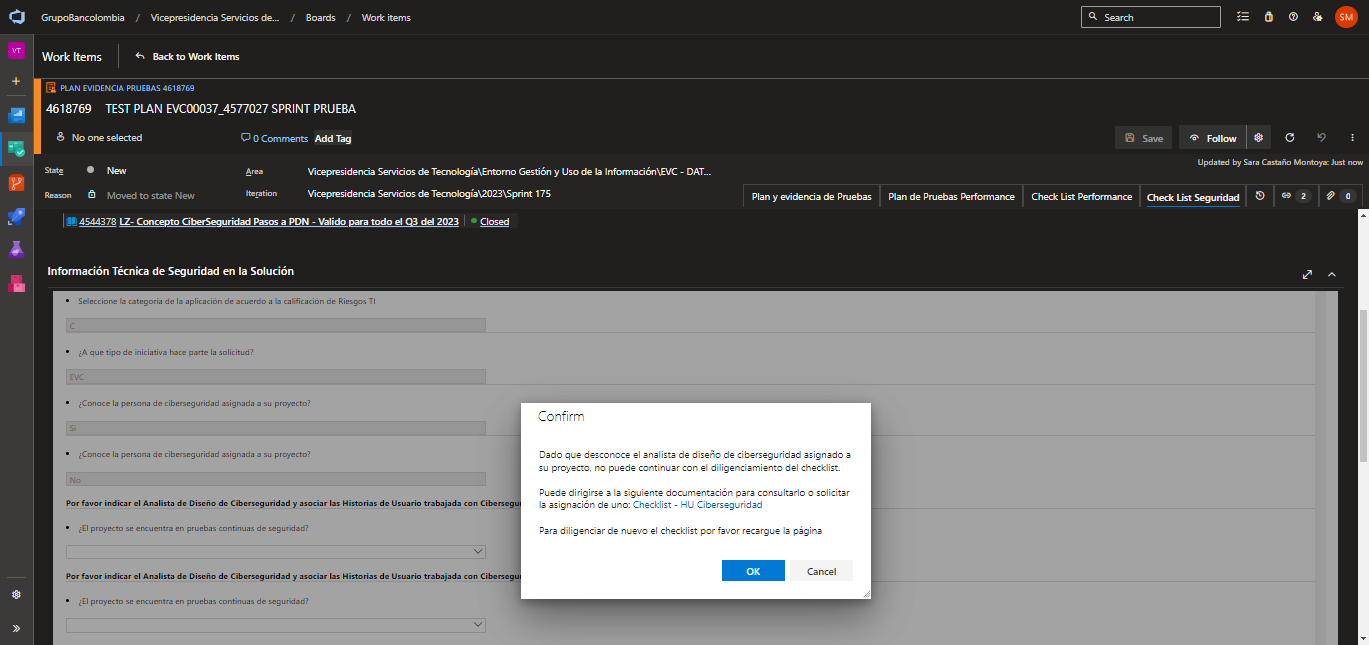 GrupoBancolombia / Vicepresidencia Servicios de... / Boards / Work items
Search
SM
VT
Work Items
Back to Work Items
PLAN EVIDENCIA PRUEBAS 4618769
4618769 TEST PLAN EVC00037_4577027 SPRINT PRUEBA
No one selected
0 Comments
Add Tag
Save
Follow
Updated by Sara Castaño Montoya: Just now
State New
Area Vicepresidencia Servicios de Tecnología\Entorno Gestión y Uso de la Información\EVC - DAT...
Reason Moved to state New
Iteration Vicepresidencia Servicios de Tecnología\2023\Sprint 175
Plan y evidencia de Pruebas
Plan de Pruebas Performance
Check List Performance
Check List Seguridad
2
0
4544378 LZ- Concepto CiberSeguridad Pasos a PDN - Valido para todo el Q3 del 2023
Closed
Información Técnica de Seguridad en la Solución
• Seleccione la categoría de la aplicación de acuerdo a la calificación de Riesgos TI
C
• ¿A que tipo de iniciativa hace parte la solicitud?
EVC
• ¿Conoce la persona de ciberseguridad asignada a su proyecto?
Si
• ¿Conoce la persona de ciberseguridad asignada a su proyecto?
No
Por favor indicar el Analista de Diseño de Ciberseguridad y asociar las Historias de Usuario trabajada con Cibersegu
• ¿El proyecto se encuentra en pruebas continuas de seguridad?
Por favor indicar el Analista de Diseño de Ciberseguridad y asociar las Historias de Usuario trabajada con Cibersegu
• ¿El proyecto se encuentra en pruebas continuas de seguridad?
Confirm
Dado que desconoce el analista de diseño de ciberseguridad asignado a
su proyecto, no puede continuar con el diligenciamiento del checklist.
Puede dirigirse a la siguiente documentación para consultarlo o solicitar
la asignación de uno: Checklist - HU Ciberseguridad
Para diligenciar de nuevo el checklist por favor recargue la página
OK
Cancel